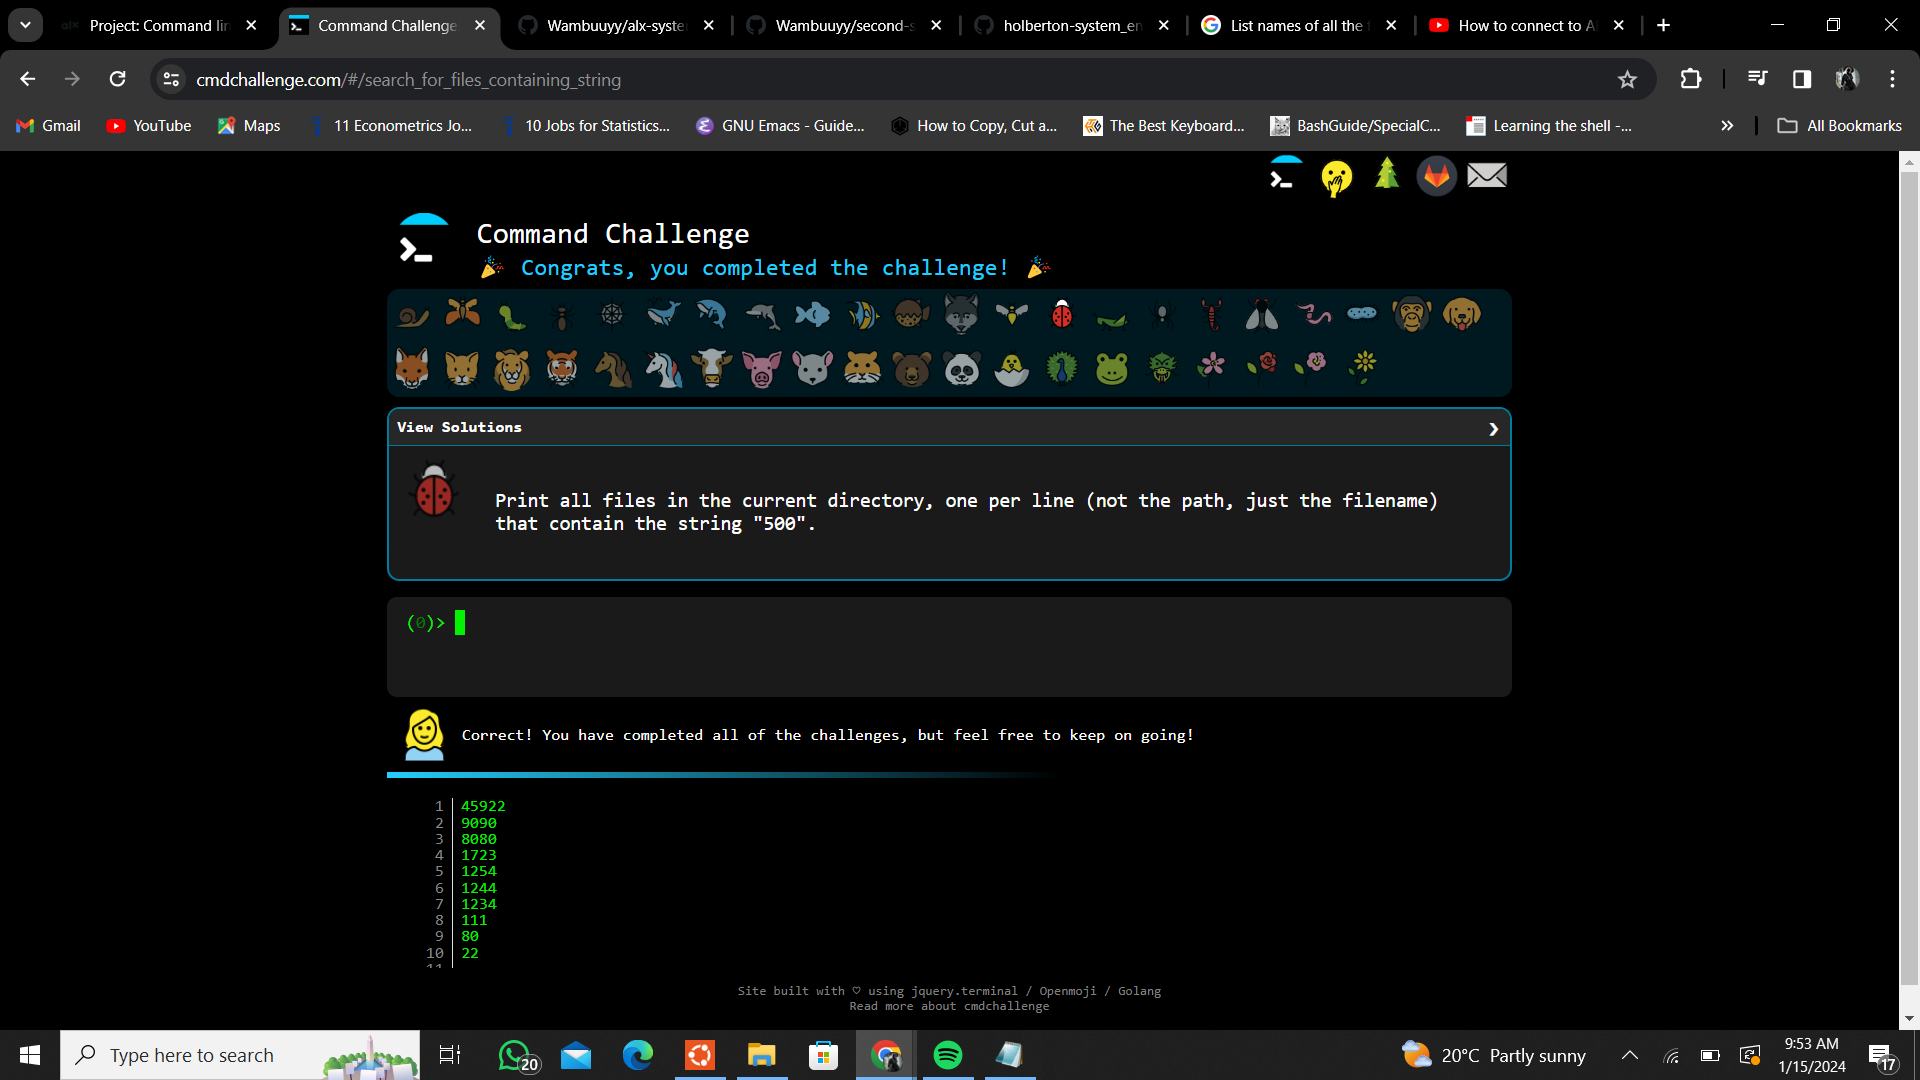 Project: Command lin
Command Challenge
Wambuuyy/alx-syste
Wambuuyy/second-s
holberton-system_en
List names of all the f
How to connect to Al
cmdchallenge.com/#/search_for_files_containing_string
Gmail
YouTube
Maps
11 Econometrics Jo...
10 Jobs for Statistics...
GNU Emacs - Guide...
How to Copy, Cut a...
The Best Keyboard...
BashGuide/SpecialC...
Learning the shell -...
All Bookmarks
Command Challenge
Congrats, you completed the challenge!
View Solutions
Print all files in the current directory, one per line (not the path, just the filename)
that contain the string "500".
(0)>
Correct! You have completed all of the challenges, but feel free to keep on going!
1 45922
2 9090
3 8080
4 1723
5 1254
6 1244
7 1234
8 111
9 80
10 22
11
Site built with ♡ using jquery.terminal / Openmoji / Golang
Read more about cmdchallenge
Type here to search
20
20°C Partly sunny
9:53 AM
1/15/2024
17